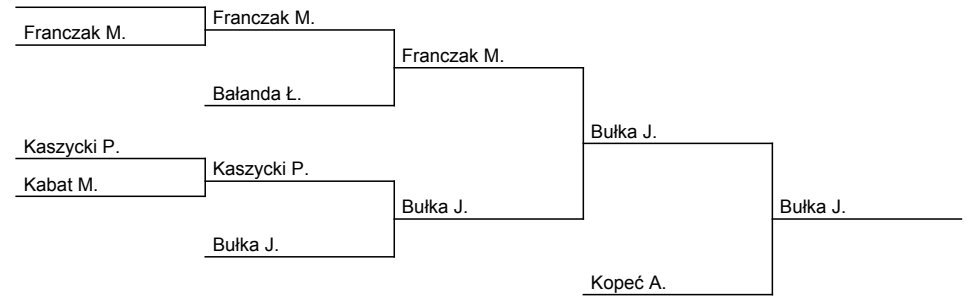 Franczak M.
Franczak M.
Franczak M.
Bałanda Ł.
Bułka J.
Kaszycki P.
Kaszycki P.
Kabat M.
Bułka J.
Bułka J.
Bułka J.
Kopeć A.